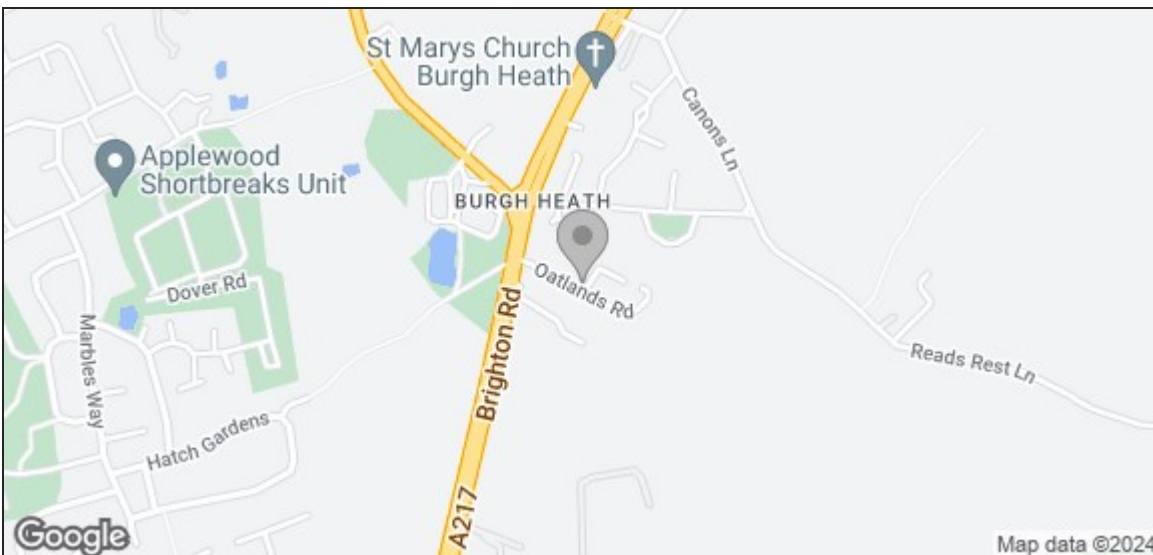 St Marys Church
Burgh Heath
Canons Ln
Applewood
Shortbreaks Unit
BURGH HEATH
Oatlands Rd
Dover Rd
Marbles Way
Brighton Rd
Reads Rest Ln
Hatch Gardens
A217
Google
Map data ©2024